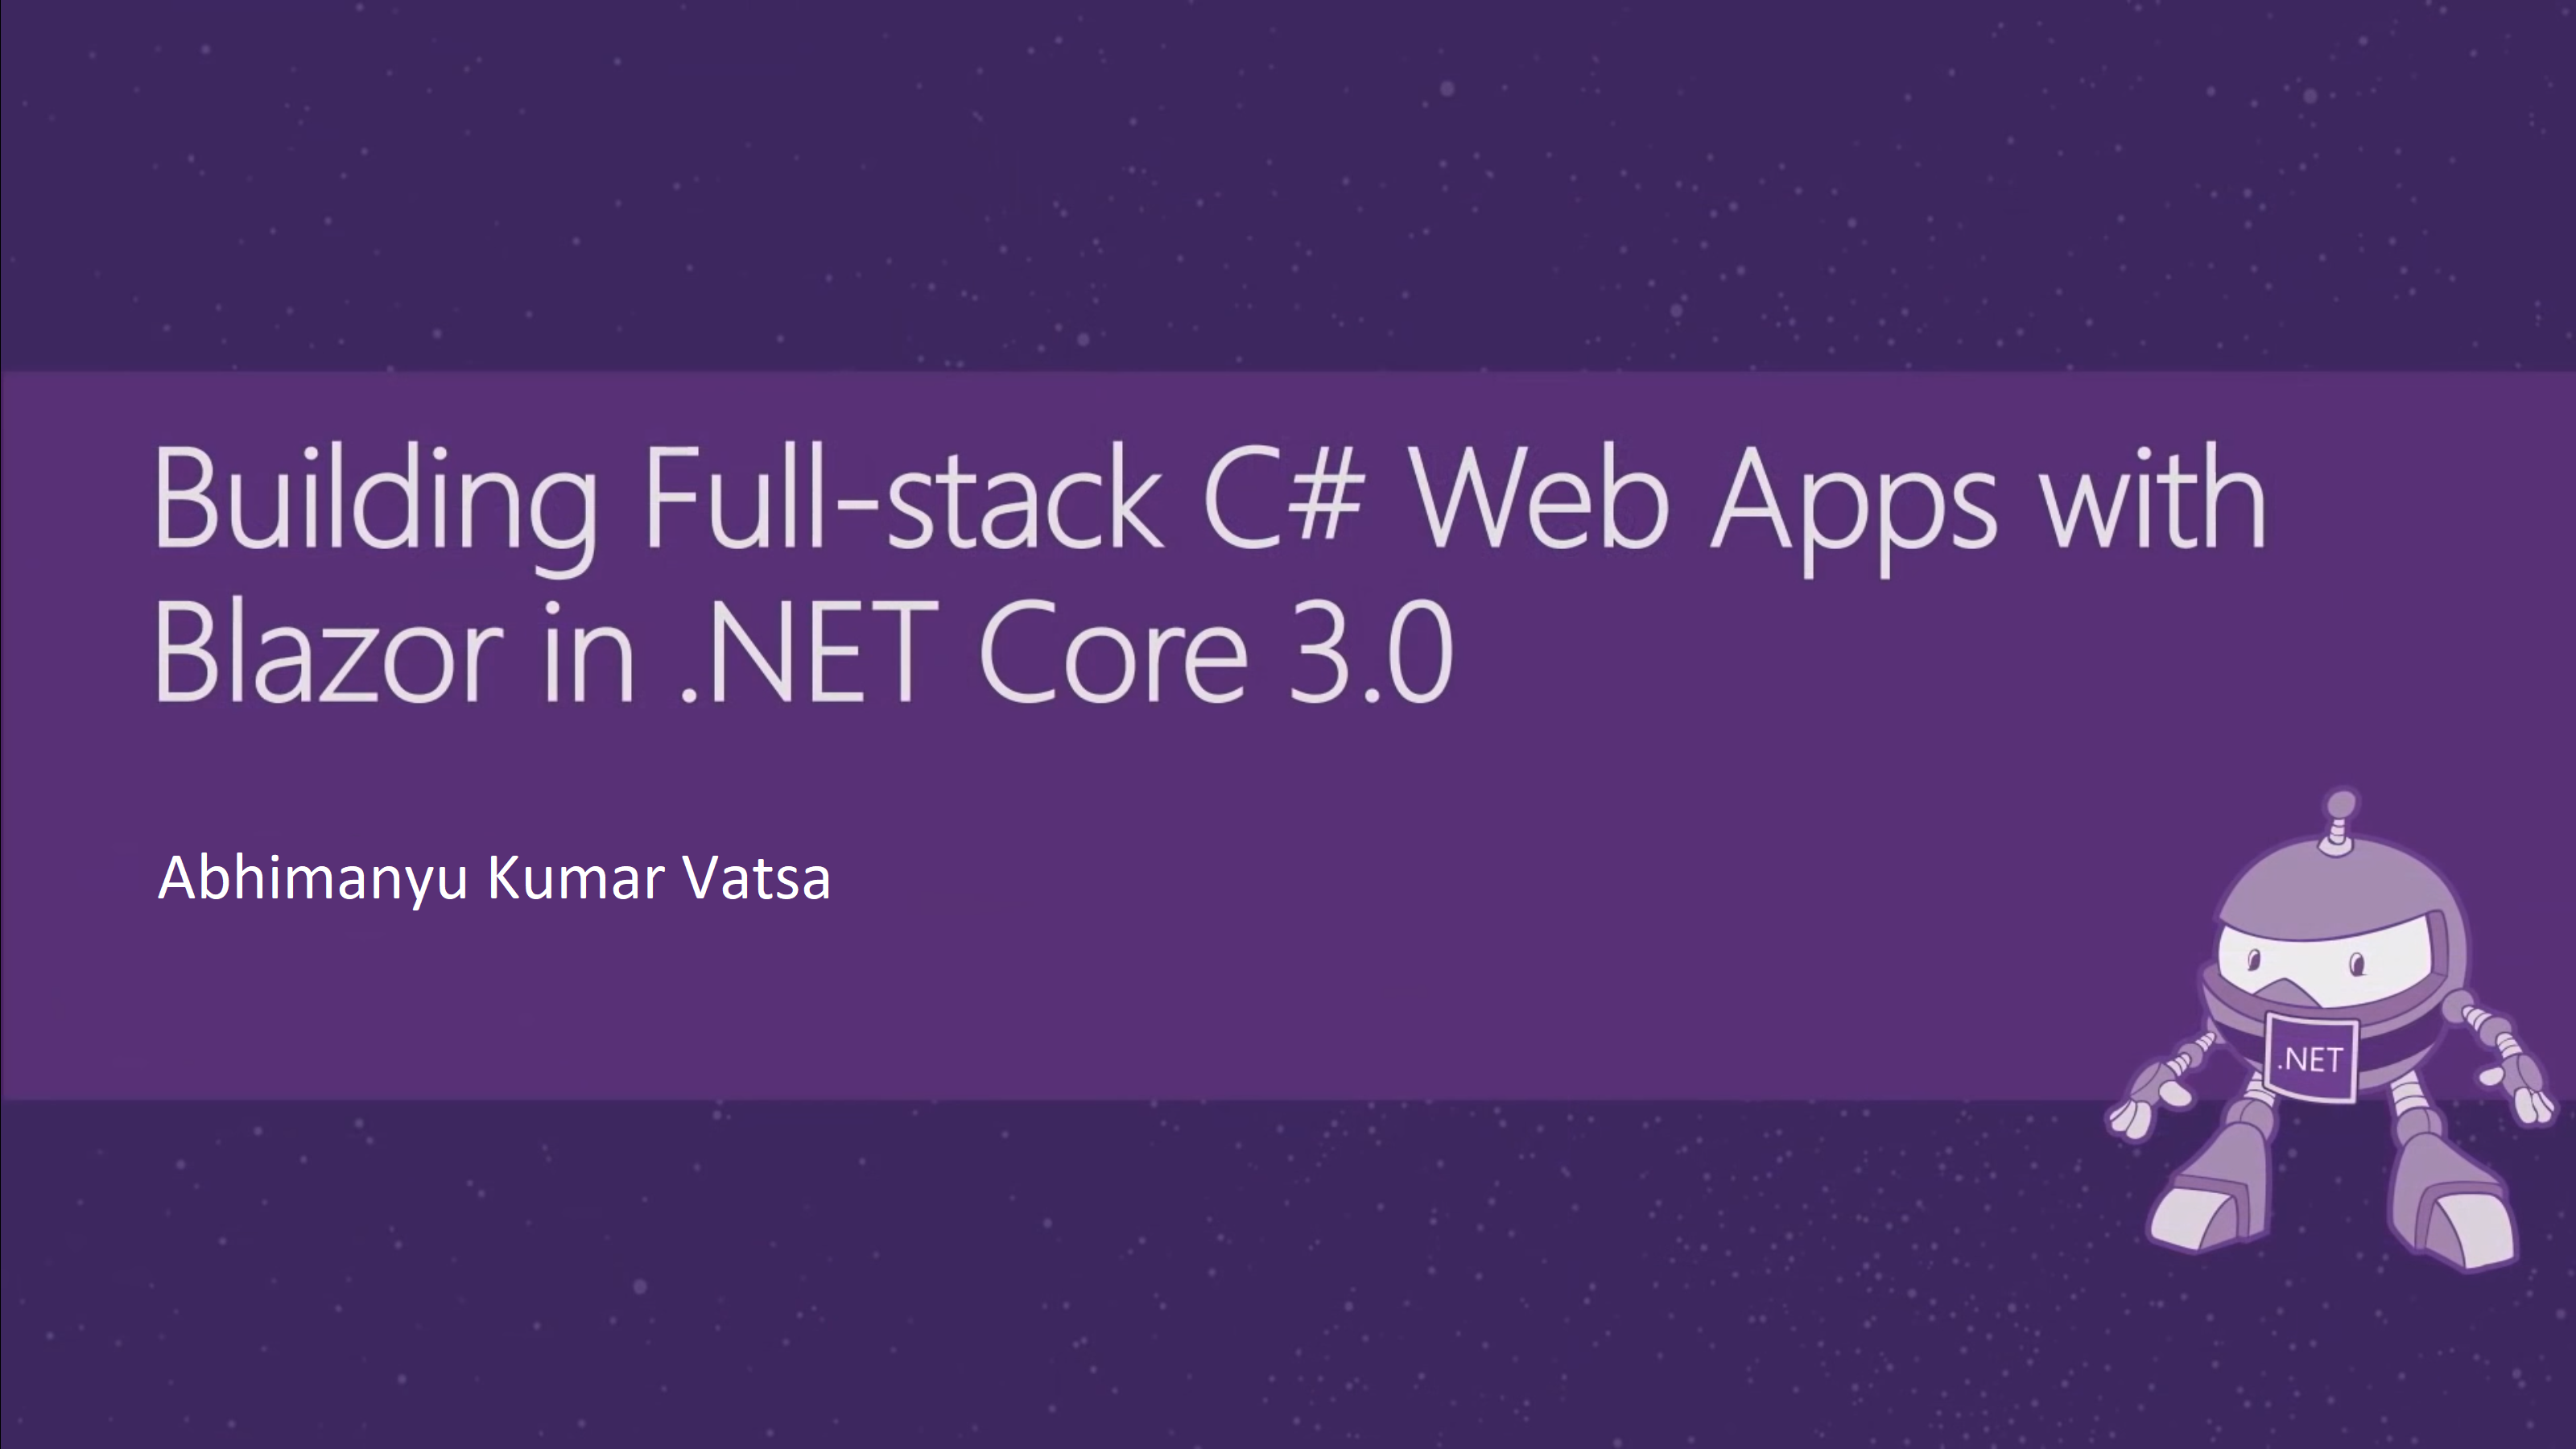 Building Full-stack C# Web Apps with
Blazor in .NET Core 3.0
Abhimanyu Kumar Vatsa
.NET